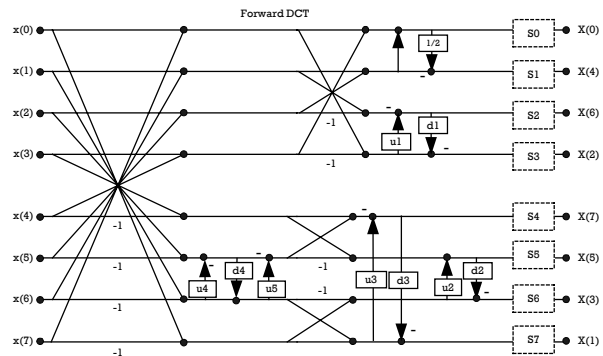 Forward DCT
x(0) 1/2 S0 X(0)
x(1) - S1 X(4)
x(2) -1 - u1 d1 - S2 X(6)
x(3) -1 S3 X(2)
x(4) -1 - S4 X(7)
x(5) -1 - u4 d4 - u5 -1 u3 d3 u2 d2 S5 X(5)
x(6) -1 -1 - S6 X(3)
x(7) -1 - S7 X(1)